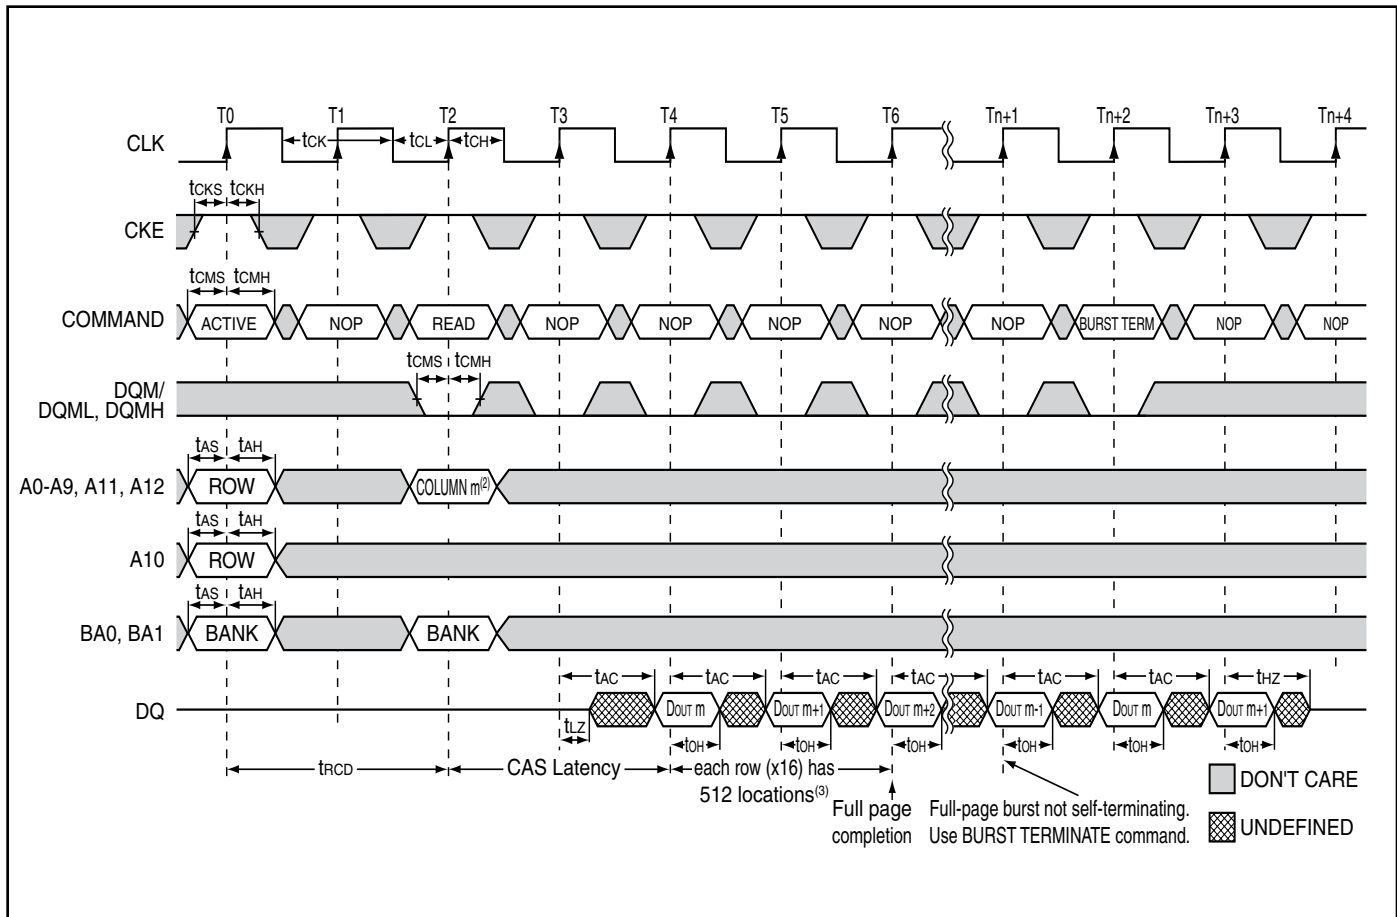 T0 T1 T2 T3 T4 T5 T6 Tn+1 Tn+2 Tn+3 Tn+4
CLK
tCK tCL tCH
tCKS tCKH
CKE
tCMS tCMH
COMMAND ACTIVE NOP READ NOP NOP NOP NOP NOP BURST TERM NOP NOP
tCMS tCMH
DQM/
DQML, DQMH
tAS tAH
A0-A9, A11, A12 ROW COLUMN m(2)
tAS tAH
A10 ROW
tAS tAH
BA0, BA1 BANK BANK
tAC tAC tAC tAC tAC tAC tHZ
DQ DOUT m DOUT m+1 DOUT m+2 DOUT m-1 DOUT m DOUT m+1
tLZ tOH tOH tOH tOH tOH tOH
tRCD CAS Latency each row (x16) has
512 locations(3)
Full page
completion
Full-page burst not self-terminating.
Use BURST TERMINATE command.
DON'T CARE
UNDEFINED